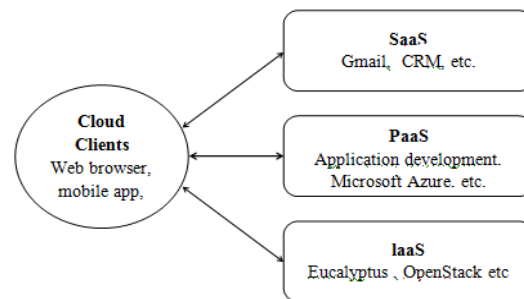 SaaS
Gmail、CRM, etc.
Cloud
Clients
Web browser,
mobile app,
PaaS
Application development.
Microsoft Azure. etc.
laaS
Eucalyptus 、OpenStack etc